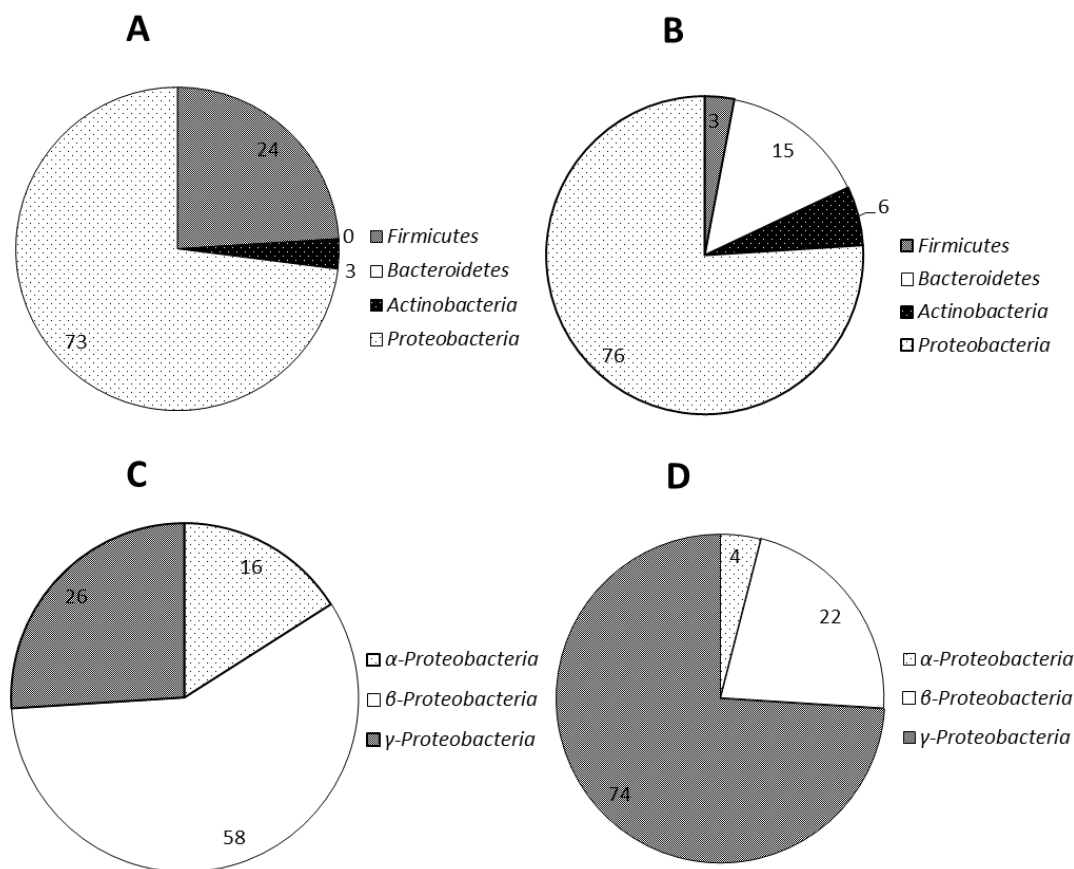 A
24
0
3
73
Firmicutes
Bacteroidetes
Actinobacteria
Proteobacteria
B
3
15
6
76
Firmicutes
Bacteroidetes
Actinobacteria
Proteobacteria
C
16
26
58
α-Proteobacteria
β-Proteobacteria
γ-Proteobacteria
D
4
22
74
α-Proteobacteria
β-Proteobacteria
γ-Proteobacteria